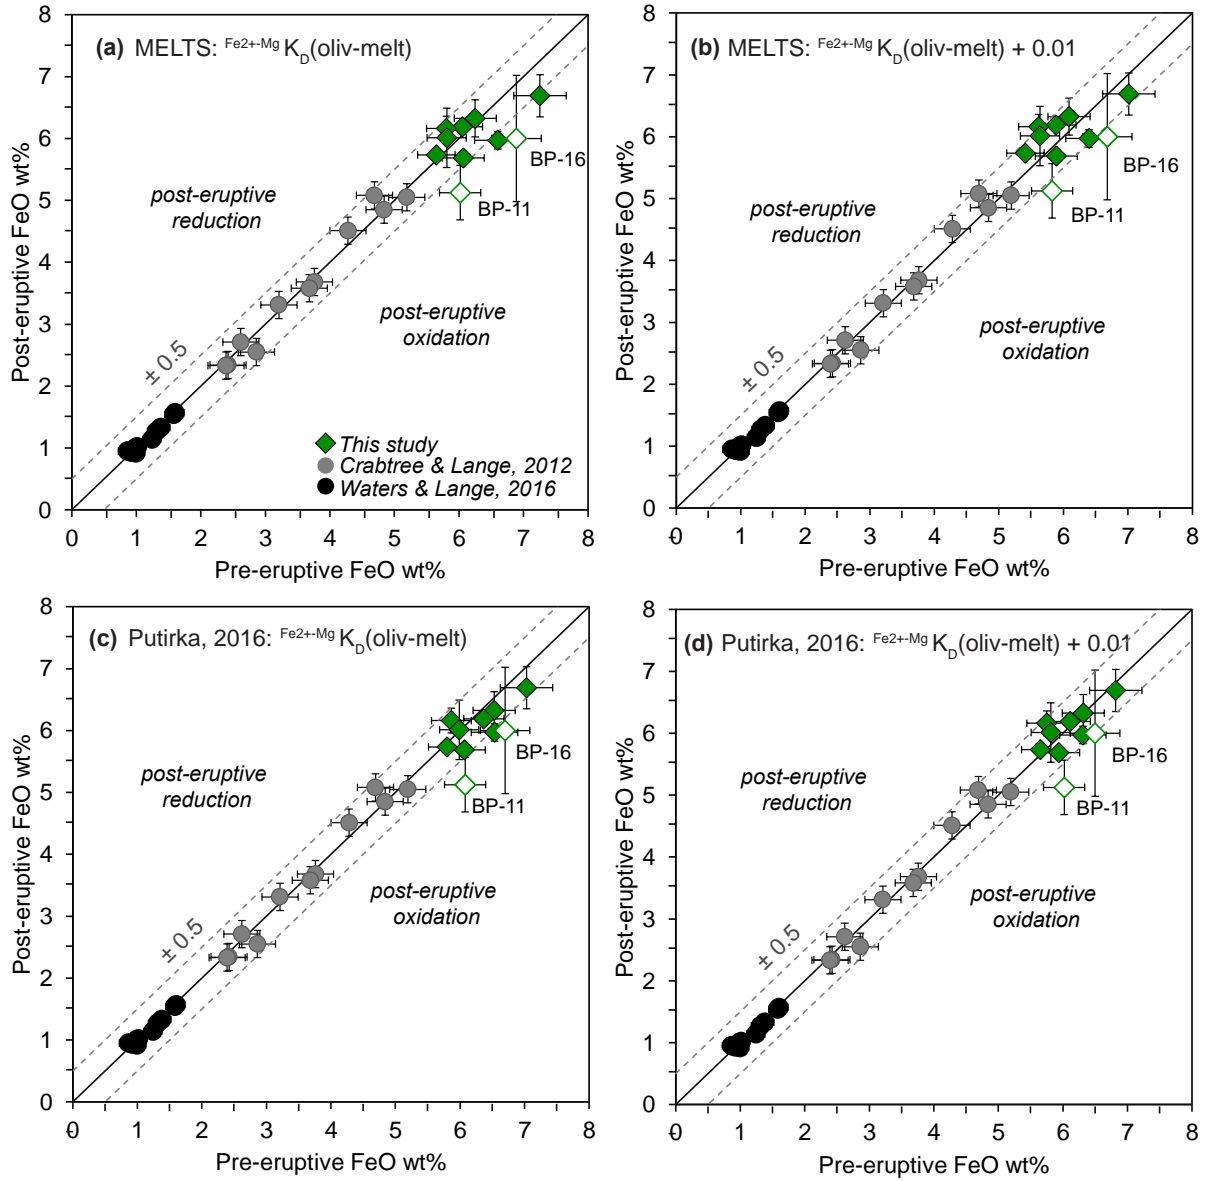 (a) MELTS: Fe2+-Mg KD(oliv-melt)
8
7
6
5
4
3
2
1
0
Post-eruptive FeO wt%
post-eruptive
reduction
BP-16
BP-11
post-eruptive
oxidation
± 0.5
This study
Crabtree & Lange, 2012
Waters & Lange, 2016
0 1 2 3 4 5 6 7 8
Pre-eruptive FeO wt%
(b) MELTS: Fe2+-Mg KD(oliv-melt) + 0.01
8
7
6
5
4
3
2
1
0
Post-eruptive FeO wt%
post-eruptive
reduction
BP-16
BP-11
post-eruptive
oxidation
± 0.5
0 1 2 3 4 5 6 7 8
Pre-eruptive FeO wt%
(c) Putirka, 2016: Fe2+-Mg KD(oliv-melt)
8
7
6
5
4
3
2
1
0
Post-eruptive FeO wt%
post-eruptive
reduction
BP-16
BP-11
post-eruptive
oxidation
± 0.5
0 1 2 3 4 5 6 7 8
Pre-eruptive FeO wt%
(d) Putirka, 2016: Fe2+-Mg KD(oliv-melt) + 0.01
8
7
6
5
4
3
2
1
0
Post-eruptive FeO wt%
post-eruptive
reduction
BP-16
BP-11
post-eruptive
oxidation
± 0.5
0 1 2 3 4 5 6 7 8
Pre-eruptive FeO wt%